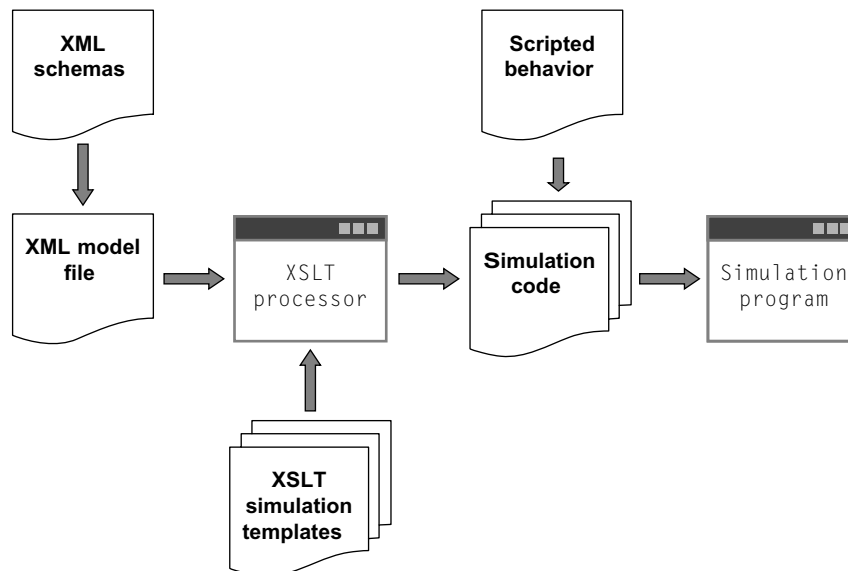 XML
schemas
Scripted
behavior
XML model
file
XSLT
processor
Simulation
code
Simulation
program
XSLT
simulation
templates